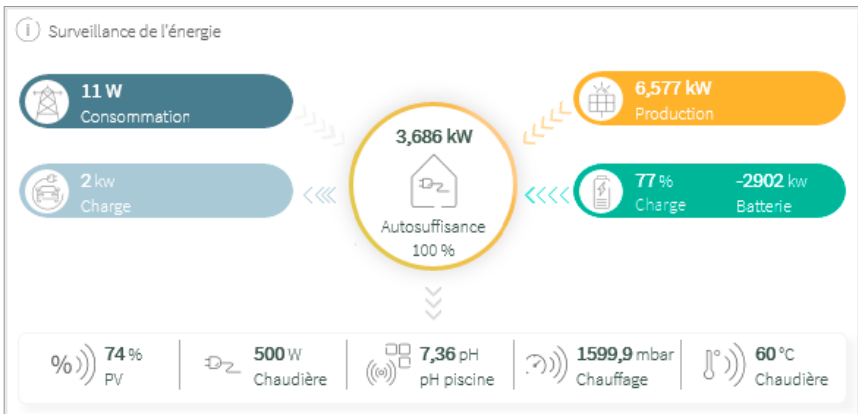 i Surveillance de l'énergie
11 W
Consommation
6,577 kW
Production
3,686 kW
2 kw
Charge
77 %
Charge
-2902 kw
Batterie
Autosuffisance
100 %
% 74 %
PV
500 W
Chaudière
7,36 pH
pH piscine
1599,9 mbar
Chauffage
60 °C
Chaudière